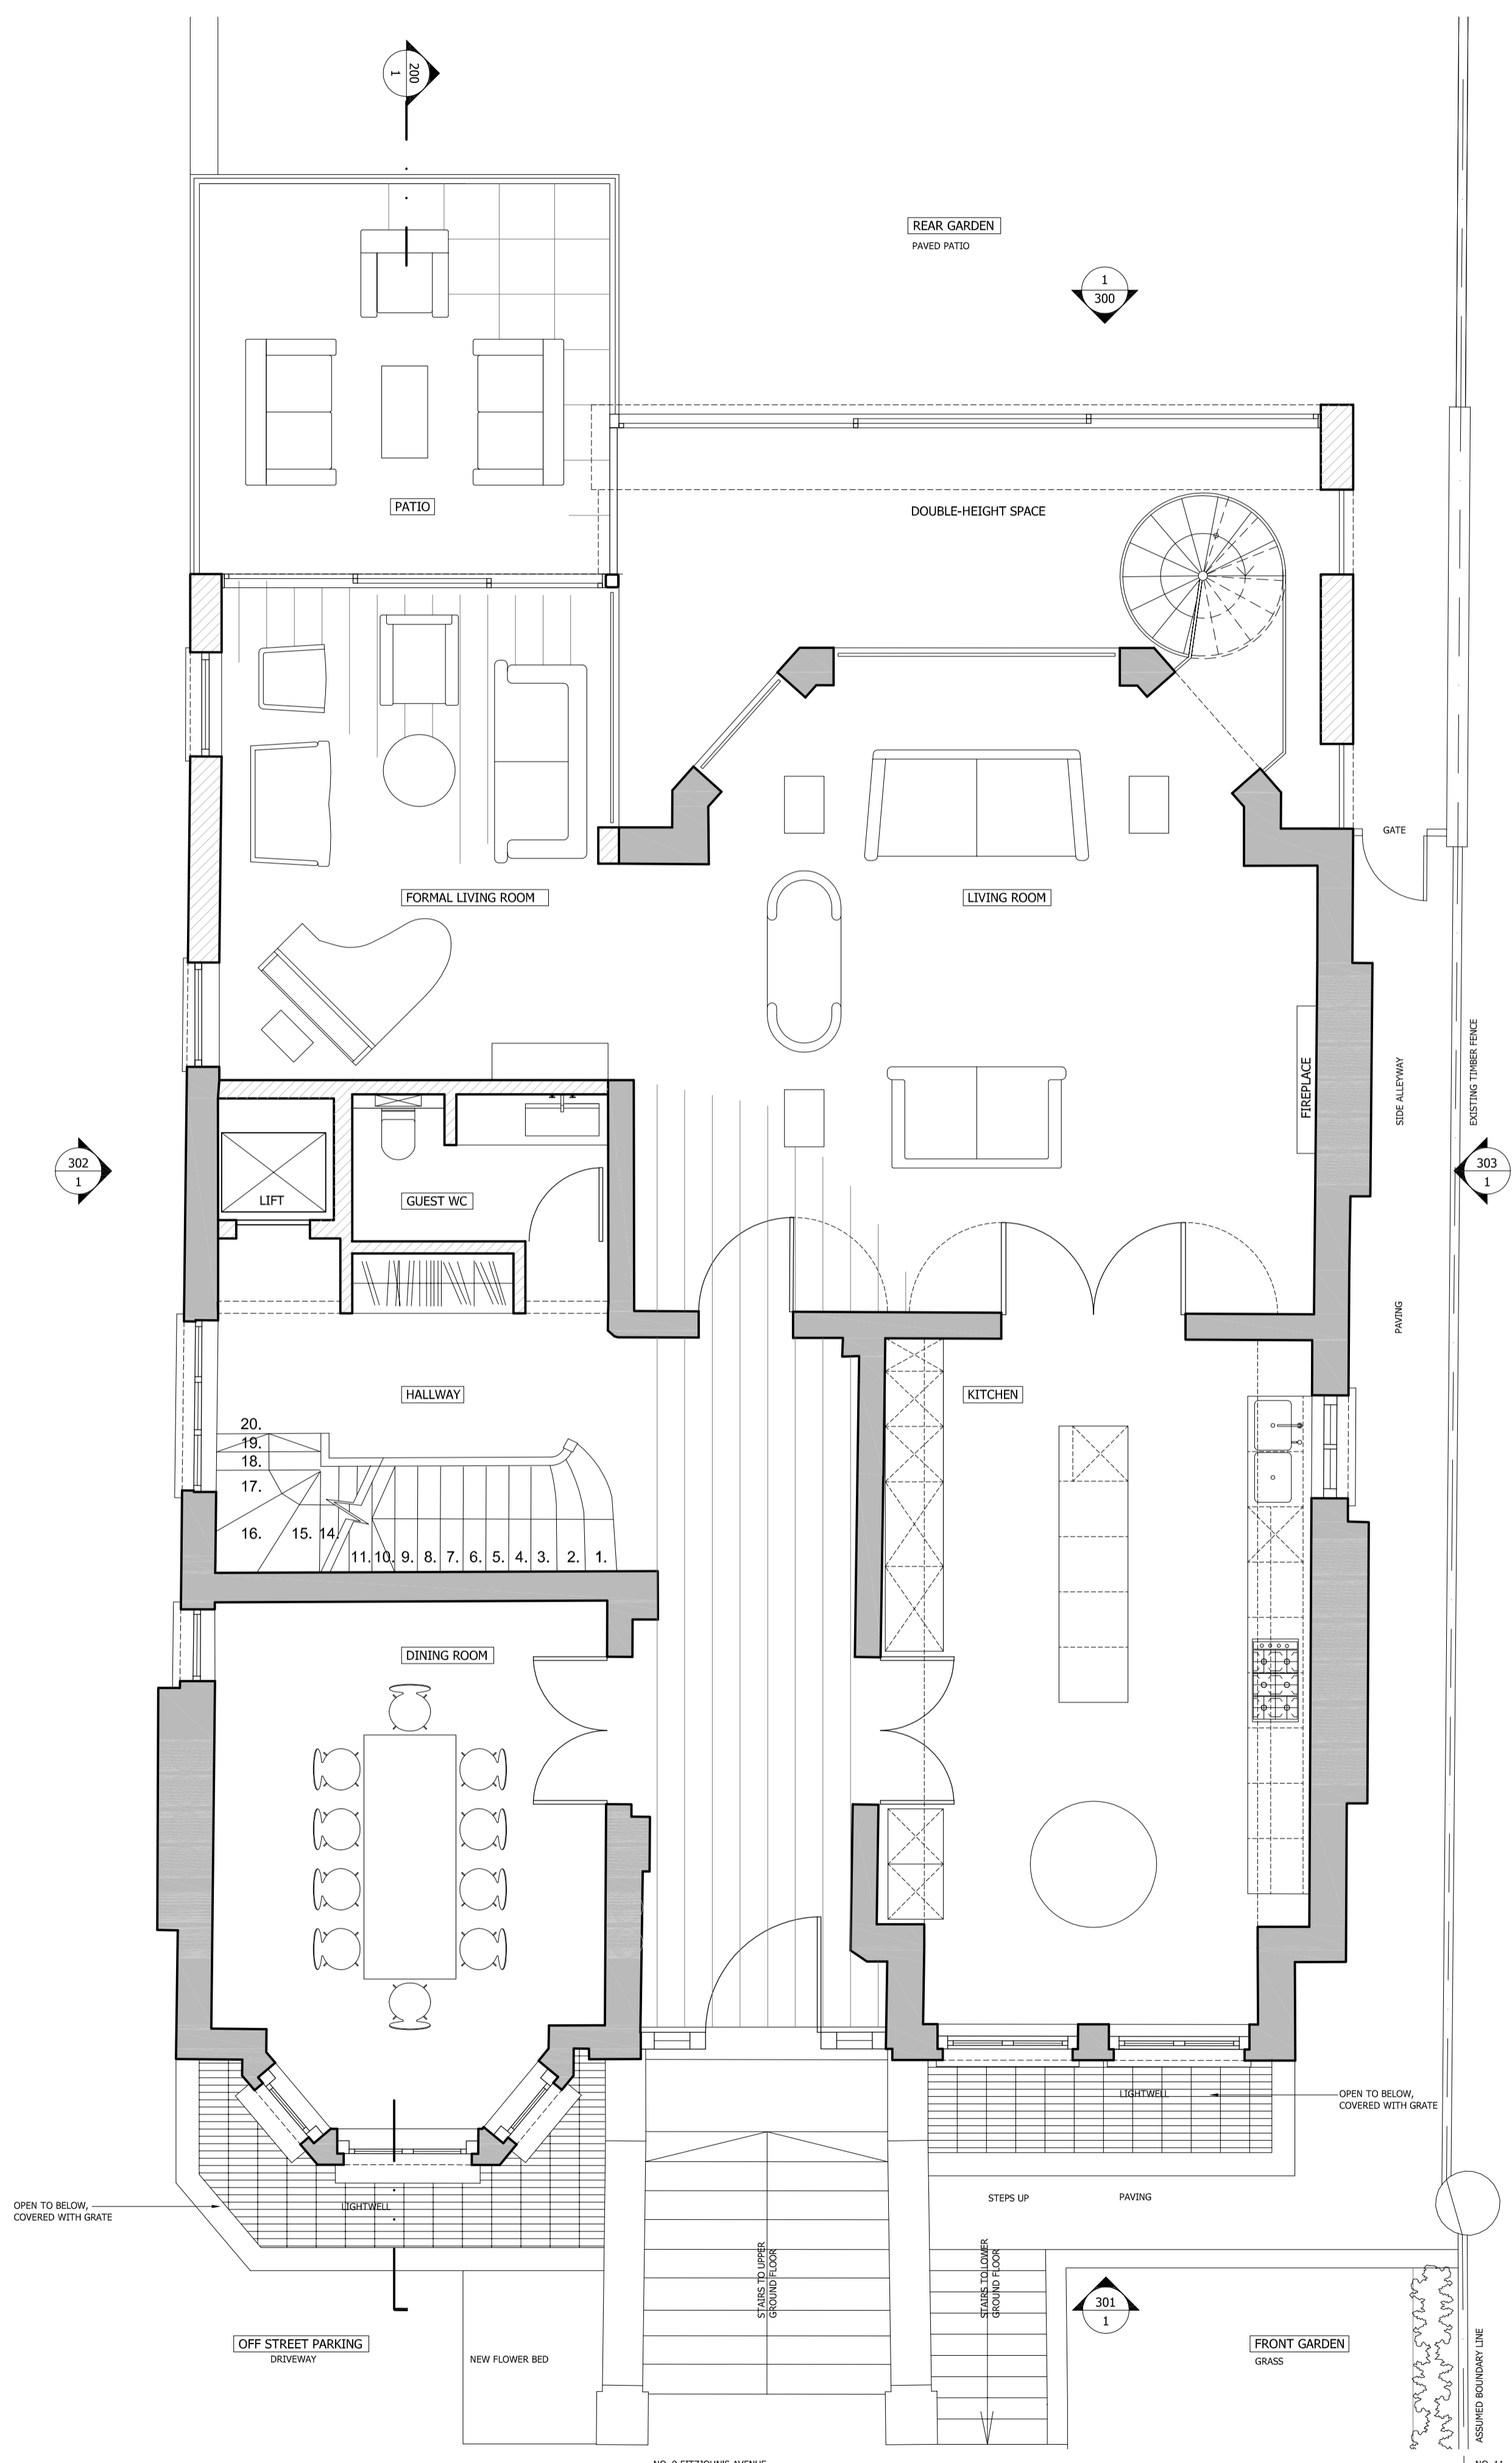 200
1
REAR GARDEN
PAVED PATIO
1
300
PATIO
DOUBLE-HEIGHT SPACE
GATE
FORMAL LIVING ROOM
LIVING ROOM
FIREPLACE
SIDE ALLEYWAY
EXISTING TIMBER FENCE
302
1
303
1
LIFT
GUEST WC
PAVING
HALLWAY
KITCHEN
20.
19.
18.
17.
16.
15.
14.
11.
10.
9.
8.
7.
6.
5.
4.
3.
2.
1.
DINING ROOM
LIGHTWELL
OPEN TO BELOW,
COVERED WITH GRATE
OPEN TO BELOW,
COVERED WITH GRATE
LIGHTWELL
STEPS UP
PAVING
STAIRS TO UPPER
GROUND FLOOR
STAIRS TO LOWER
GROUND FLOOR
301
1
OFF STREET PARKING
DRIVEWAY
NEW FLOWER BED
FRONT GARDEN
GRASS
ASSUMED BOUNDARY LINE